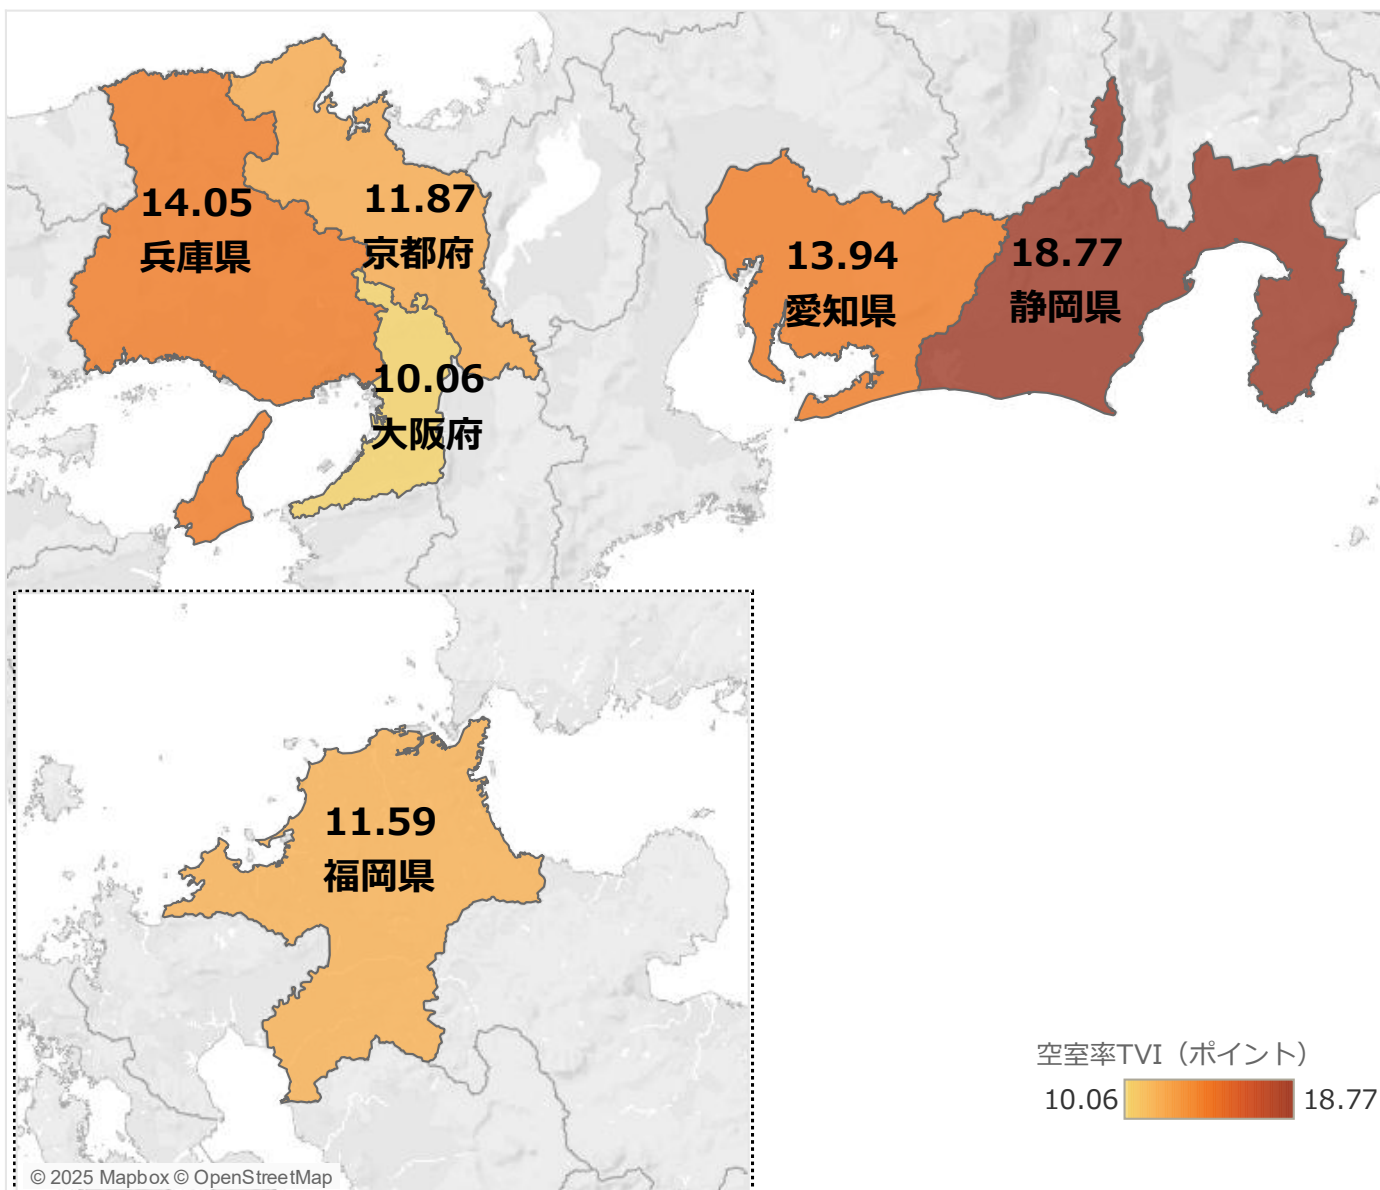 14.05
兵庫県
11.87
京都府
10.06
大阪府
13.94
愛知県
18.77
静岡県
11.59
福岡県
空室率TVI（ポイント）
10.06 18.77
© 2025 Mapbox © OpenStreetMap